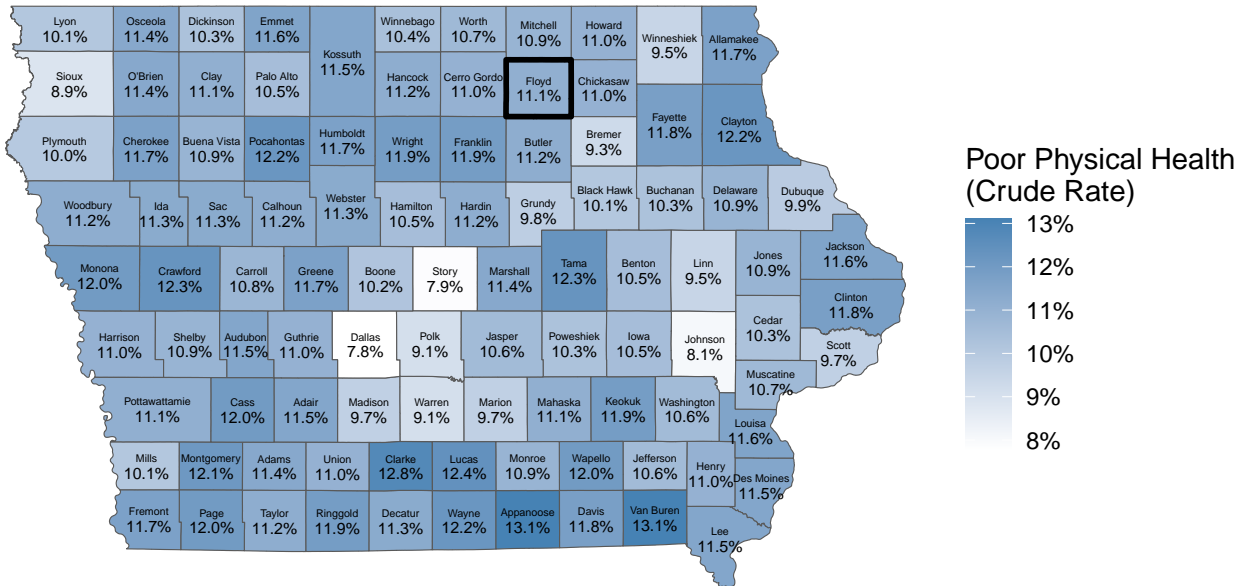 Lyon
10.1%
Osceola
11.4%
Dickinson
10.3%
Emmet
11.6%
Kossuth
11.5%
Winnebago
10.4%
Worth
10.7%
Mitchell
10.9%
Howard
11.0%
Winneshiek
9.5%
Allamakee
11.7%
Sioux
8.9%
O'Brien
11.4%
Clay
11.1%
Palo Alto
10.5%
Hancock
11.2%
Cerro Gordo
11.0%
Floyd
11.1%
Chickasaw
11.0%
Fayette
11.8%
Clayton
12.2%
Plymouth
10.0%
Cherokee
11.7%
Buena Vista
10.9%
Pocahontas
12.2%
Humboldt
11.7%
Wright
11.9%
Franklin
11.9%
Butler
11.2%
Bremer
9.3%
Woodbury
11.2%
Ida
11.3%
Sac
11.3%
Calhoun
11.2%
Webster
11.3%
Hamilton
10.5%
Hardin
11.2%
Grundy
9.8%
Black Hawk
10.1%
Buchanan
10.3%
Delaware
10.9%
Dubuque
9.9%
Monona
12.0%
Crawford
12.3%
Carroll
10.8%
Greene
11.7%
Boone
10.2%
Story
7.9%
Marshall
11.4%
Tama
12.3%
Benton
10.5%
Linn
9.5%
Jones
10.9%
Jackson
11.6%
Clinton
11.8%
Harrison
11.0%
Shelby
10.9%
Audubon
11.5%
Guthrie
11.0%
Dallas
7.8%
Polk
9.1%
Jasper
10.6%
Poweshiek
10.3%
Iowa
10.5%
Johnson
8.1%
Cedar
10.3%
Scott
9.7%
Muscatine
10.7%
Pottawattamie
11.1%
Cass
12.0%
Adair
11.5%
Madison
9.7%
Warren
9.1%
Marion
9.7%
Mahaska
11.1%
Keokuk
11.9%
Washington
10.6%
Louisa
11.6%
Mills
10.1%
Montgomery
12.1%
Adams
11.4%
Union
11.0%
Clarke
12.8%
Lucas
12.4%
Monroe
10.9%
Wapello
12.0%
Jefferson
10.6%
Henry
11.0%
Des Moines
11.5%
Fremont
11.7%
Page
12.0%
Taylor
11.2%
Ringgold
11.9%
Decatur
11.3%
Wayne
12.2%
Appanoose
13.1%
Davis
11.8%
Van Buren
13.1%
Lee
11.5%
Poor Physical Health
(Crude Rate)
13%
12%
11%
10%
9%
8%